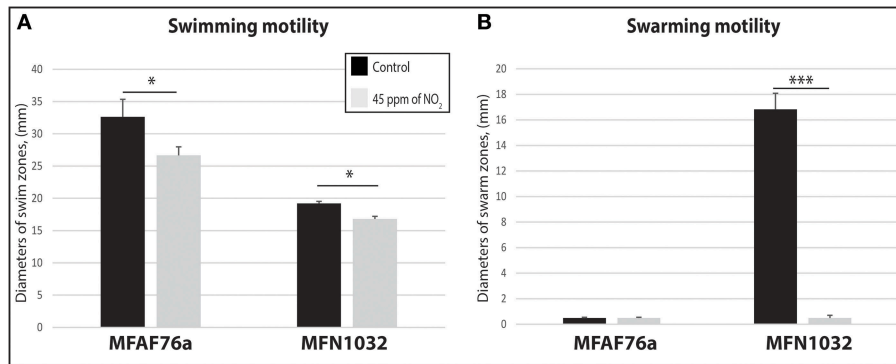 A
Swimming motility
Diameters of swim zones, (mm)
40
35
30
25
20
15
10
5
0
*
*
Control
45 ppm of NO₂
MFAF76a
MFN1032
B
Swarming motility
Diameters of swarm zones, (mm)
20
18
16
14
12
10
8
6
4
2
0
***
MFAF76a
MFN1032